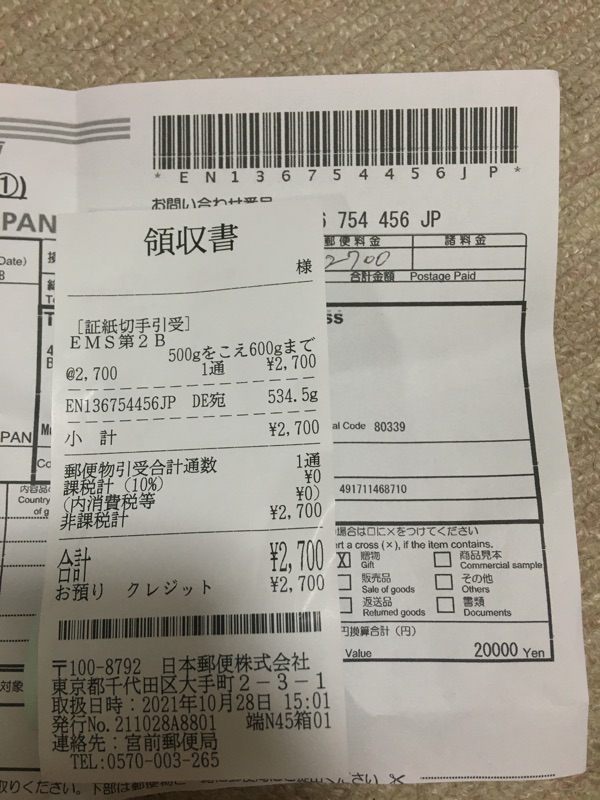 *EN136754456JP*
お問い合わせ番号
6 754 456 JP
①)
PAN
郵便料金
諸料金
2700
合計金額 Postage Paid
Date)
8
ss
al Code 80339
PAN
491711468710
Country
of g
場合は□に×をつけてください
rt a cross (×), if the item contains.
X 贈物
Gift
商品見本
Commercial sample
販売品
Sale of goods
その他
Others
返送品
Returned goods
書類
Documents
円換算合計 (円)
Value
20000 Yen
対象
領収書
様
[証紙切手引受]
EMS第2B
500gをこえ600gまで
@2,700 1通 ¥2,700
EN136754456JP DE宛 534.5g
小 計 ¥2,700
郵便物引受合計通数 1通
課税計 (10%) ¥0
(内消費税等 ¥0)
非課税計 ¥2,700
合計 ¥2,700
お預り クレジット ¥2,700
〒100-8792 日本郵便株式会社
東京都千代田区大手町2-3-1
取扱日時:2021年10月28日 15:01
発行No.211028A8801 端N45箱01
連絡先:宮前郵便局
TEL:0570-003-265